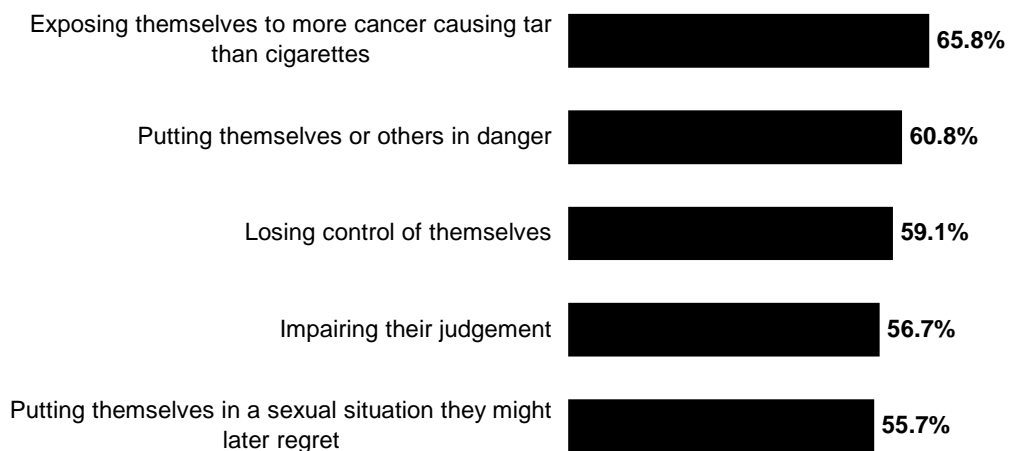 Exposing themselves to more cancer causing tar
than cigarettes
65.8%
Putting themselves or others in danger
60.8%
Losing control of themselves
59.1%
Impairing their judgement
56.7%
Putting themselves in a sexual situation they might
later regret
55.7%